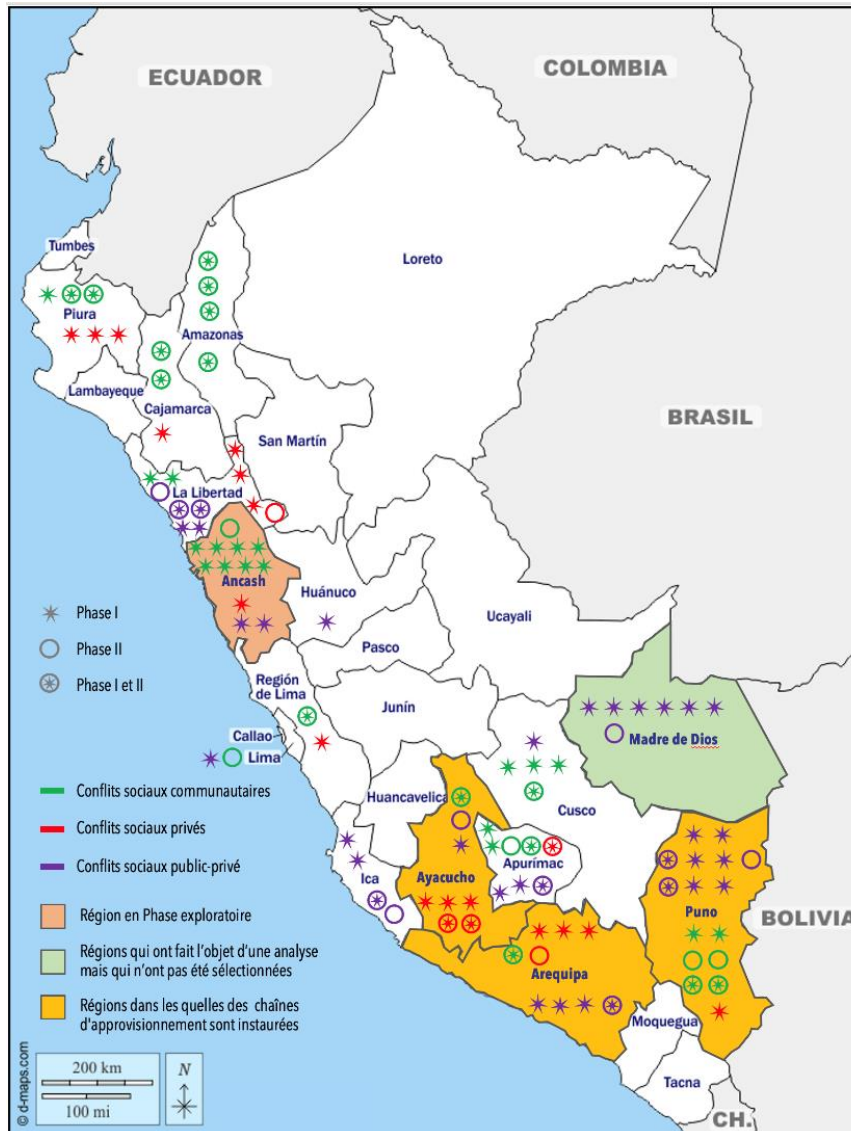 ECUADOR
COLOMBIA
Tumbes
Loreto
Piura
Amazonas
Lambayeque
Cajamarca
San Martín
BRASIL
La Libertad
Ancash
Huánuco
Ucayali
Phase I
Phase II
Phase I et II
Pasco
Región
de Lima
Junín
Callao
Lima
Madre de Dios
Huancavelica
Cusco
Conflits sociaux communautaires
Conflits sociaux privés
Conflits sociaux public-privé
Ica
Ayacucho
Apurímac
Puno
BOLIVIA
Région en Phase exploratoire
Régions qui ont fait l'objet d'une analyse
mais qui n'ont pas été sélectionnées
Régions dans les quelles des chaînes
d'approvisionnement sont instaurées
Arequipa
Moquegua
Tacna
CH.
© d-maps.com
200 km
100 mi
N